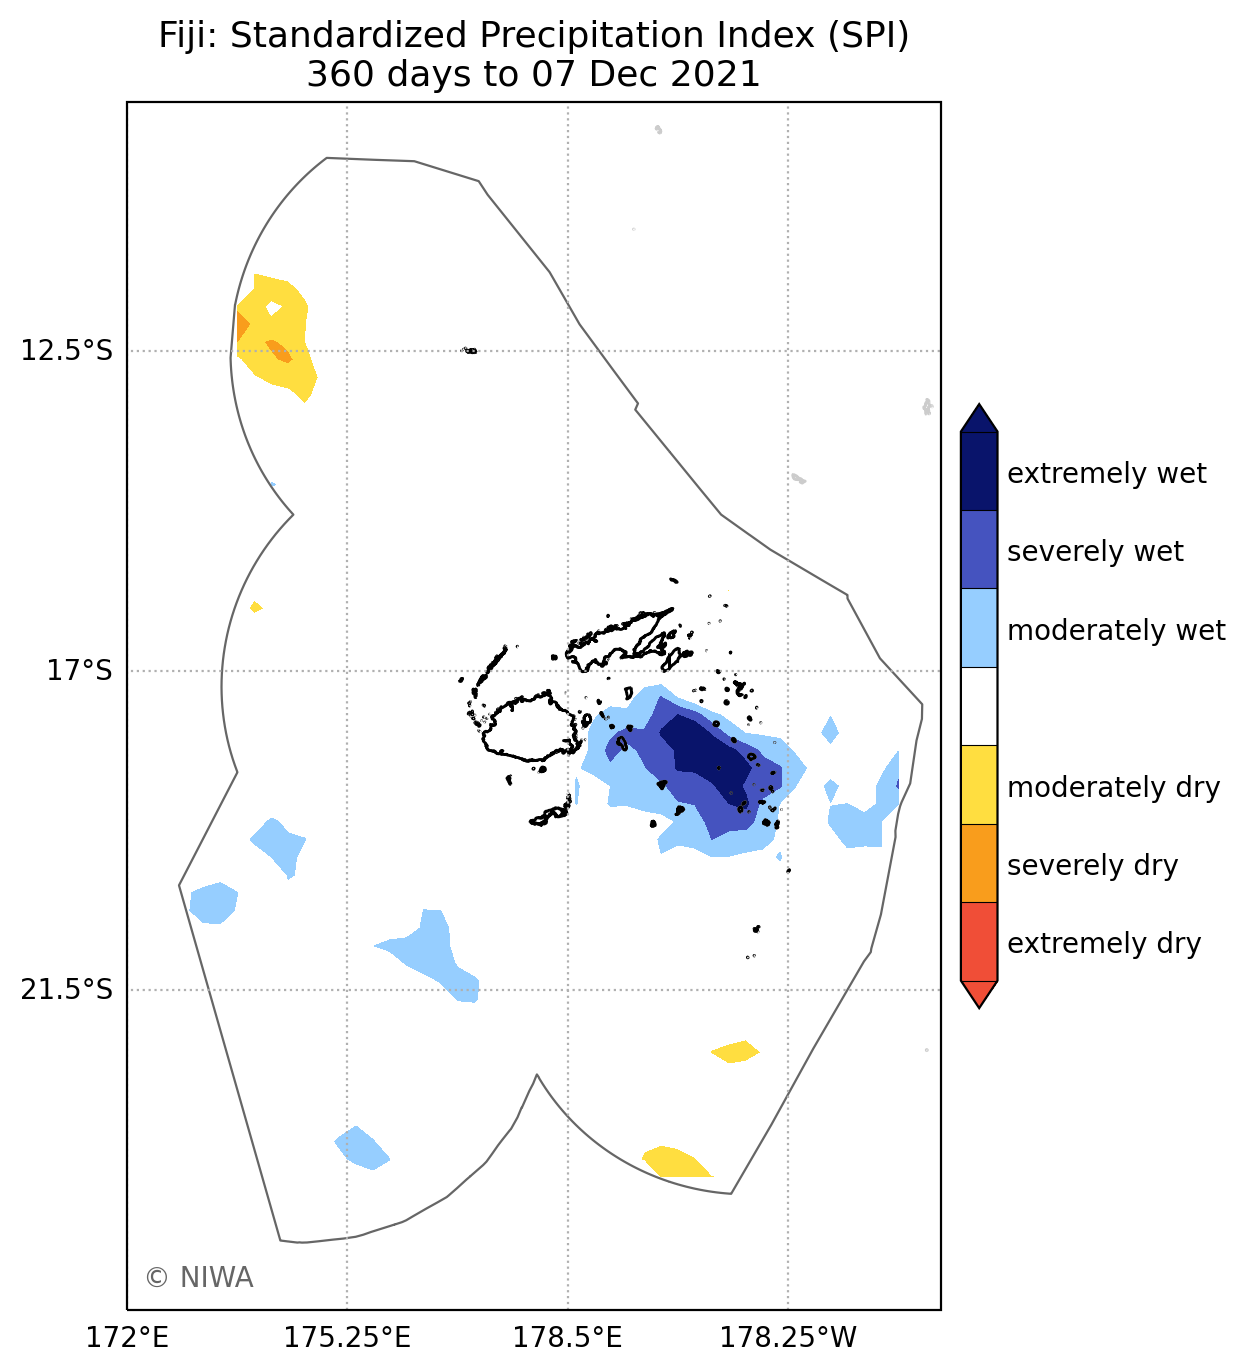 Fiji: Standardized Precipitation Index (SPI)
360 days to 07 Dec 2021
12.5°S
17°S
21.5°S
172°E
175.25°E
178.5°E
178.25°W
extremely wet
severely wet
moderately wet
moderately dry
severely dry
extremely dry
© NIWA